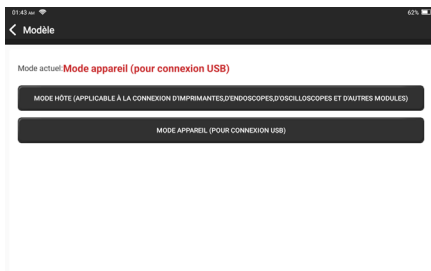 01:43 AM
62%
Modèle
Mode actuel:Mode appareil (pour connexion USB)
MODE HÔTE (APPLICABLE À LA CONNEXION D'IMPRIMANTES,D'ENDOSCOPES,D'OSCILLOSCOPES ET D'AUTRES MODULES)
MODE APPAREIL (POUR CONNEXION USB)